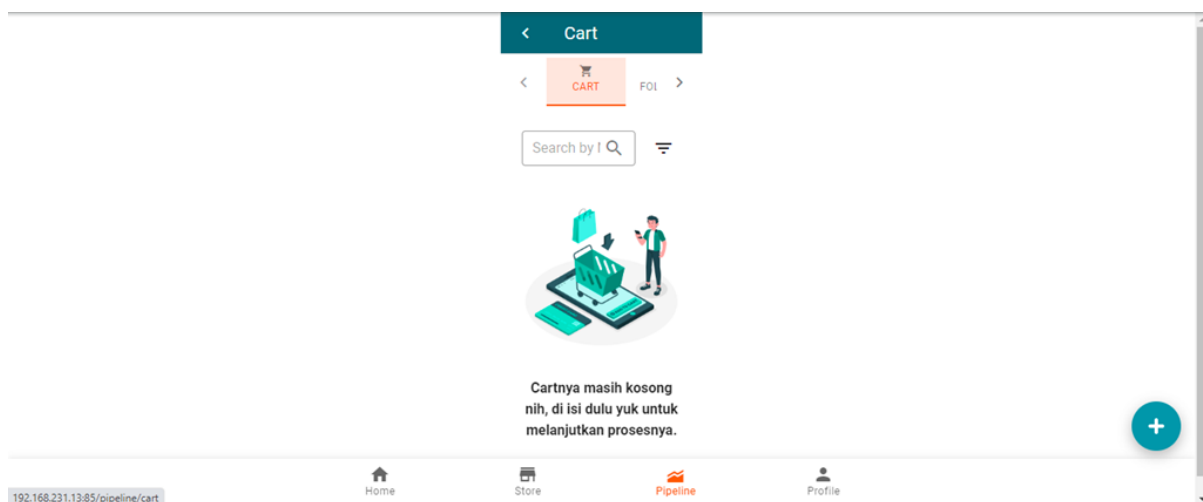 Cart
CART
FOL
Search by
Cartnya masih kosong
nih, di isi dulu yuk untuk
melanjutkan prosesnya.
Home
Store
Pipeline
Profile
192.168.231.13:85/pipeline/cart